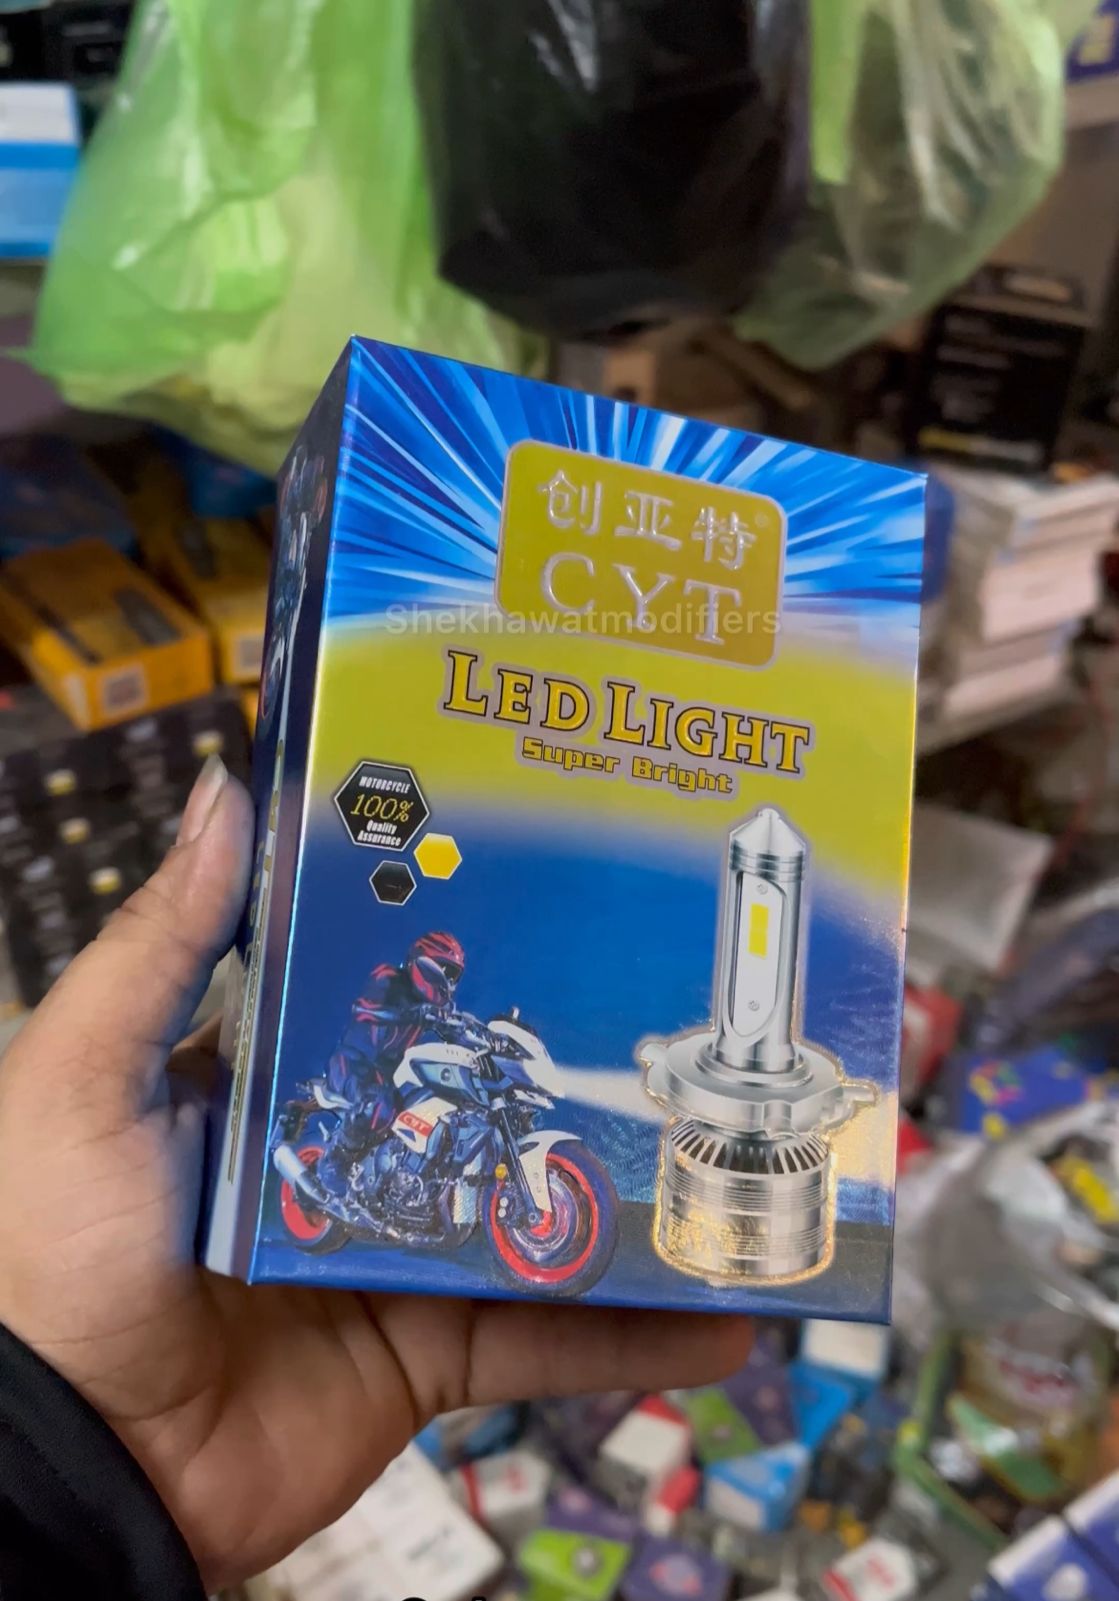 创亚特®
CYT
Shekhawatmodifiers
LED LIGHT
Super Bright
MOTORCYCLE
100%
Quality
Assurance
CYT